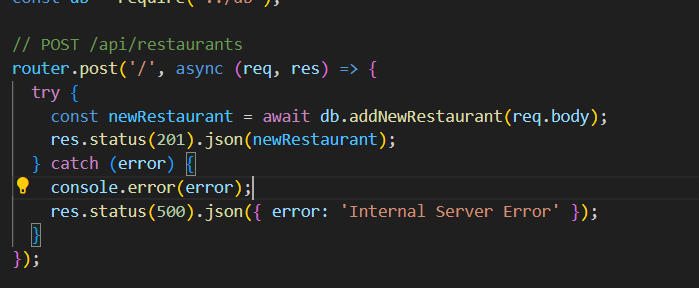 const db = require('../db');
// POST /api/restaurants
router.post('/', async (req, res) => {
try {
const newRestaurant = await db.addNewRestaurant(req.body);
res.status(201).json(newRestaurant);
} catch (error) {
console.error(error);
res.status(500).json({ error: 'Internal Server Error' });
}
});